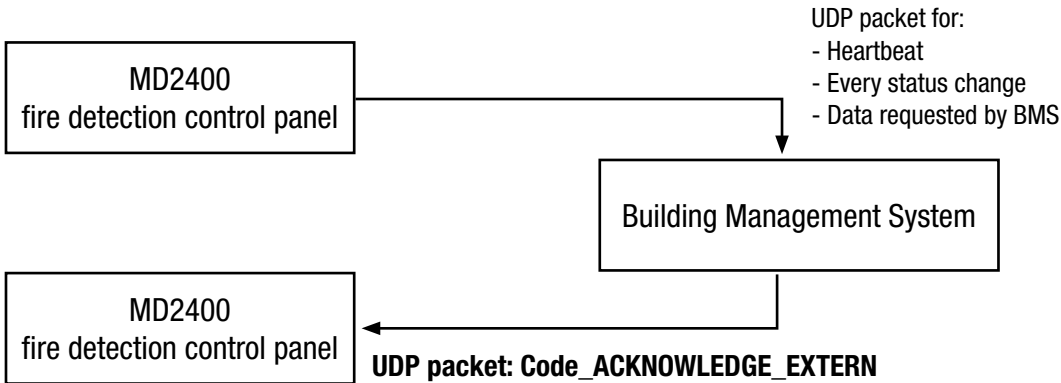 MD2400
fire detection control panel
UDP packet for:
- Heartbeat
- Every status change
- Data requested by BMS
Building Management System
MD2400
fire detection control panel
UDP packet: Code_ACKNOWLEDGE_EXTERN